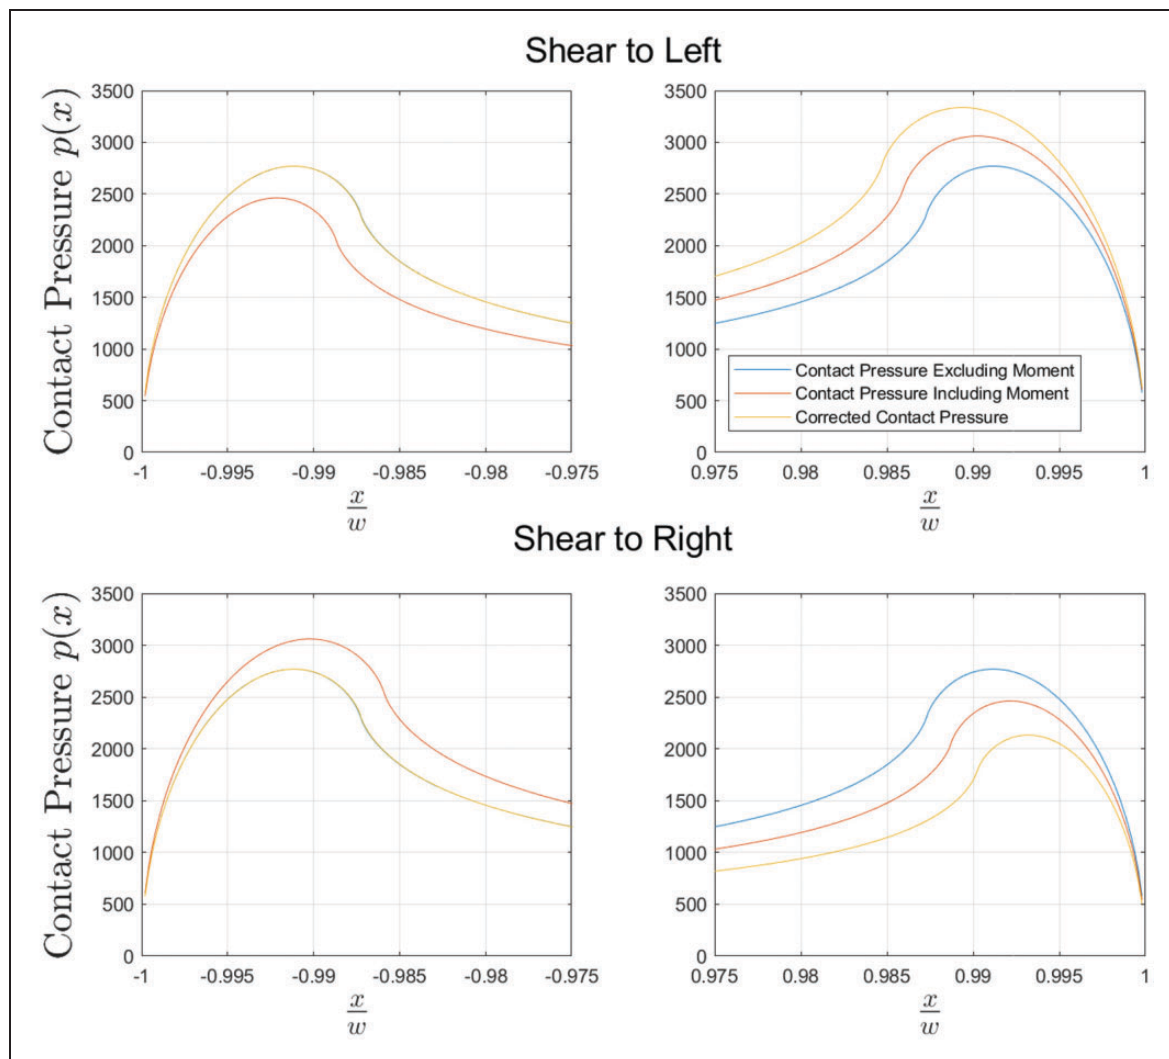 Shear to Left
Contact Pressure p(x)
3500
3000
2500
2000
1500
1000
500
0
-1 -0.995 -0.99 -0.985 -0.98 -0.975
x
w
3500
3000
2500
2000
1500
1000
500
0
Contact Pressure Excluding Moment
Contact Pressure Including Moment
Corrected Contact Pressure
0.975 0.98 0.985 0.99 0.995 1
x
w
Shear to Right
Contact Pressure p(x)
3500
3000
2500
2000
1500
1000
500
0
-1 -0.995 -0.99 -0.985 -0.98 -0.975
x
w
3500
3000
2500
2000
1500
1000
500
0
0.975 0.98 0.985 0.99 0.995 1
x
w